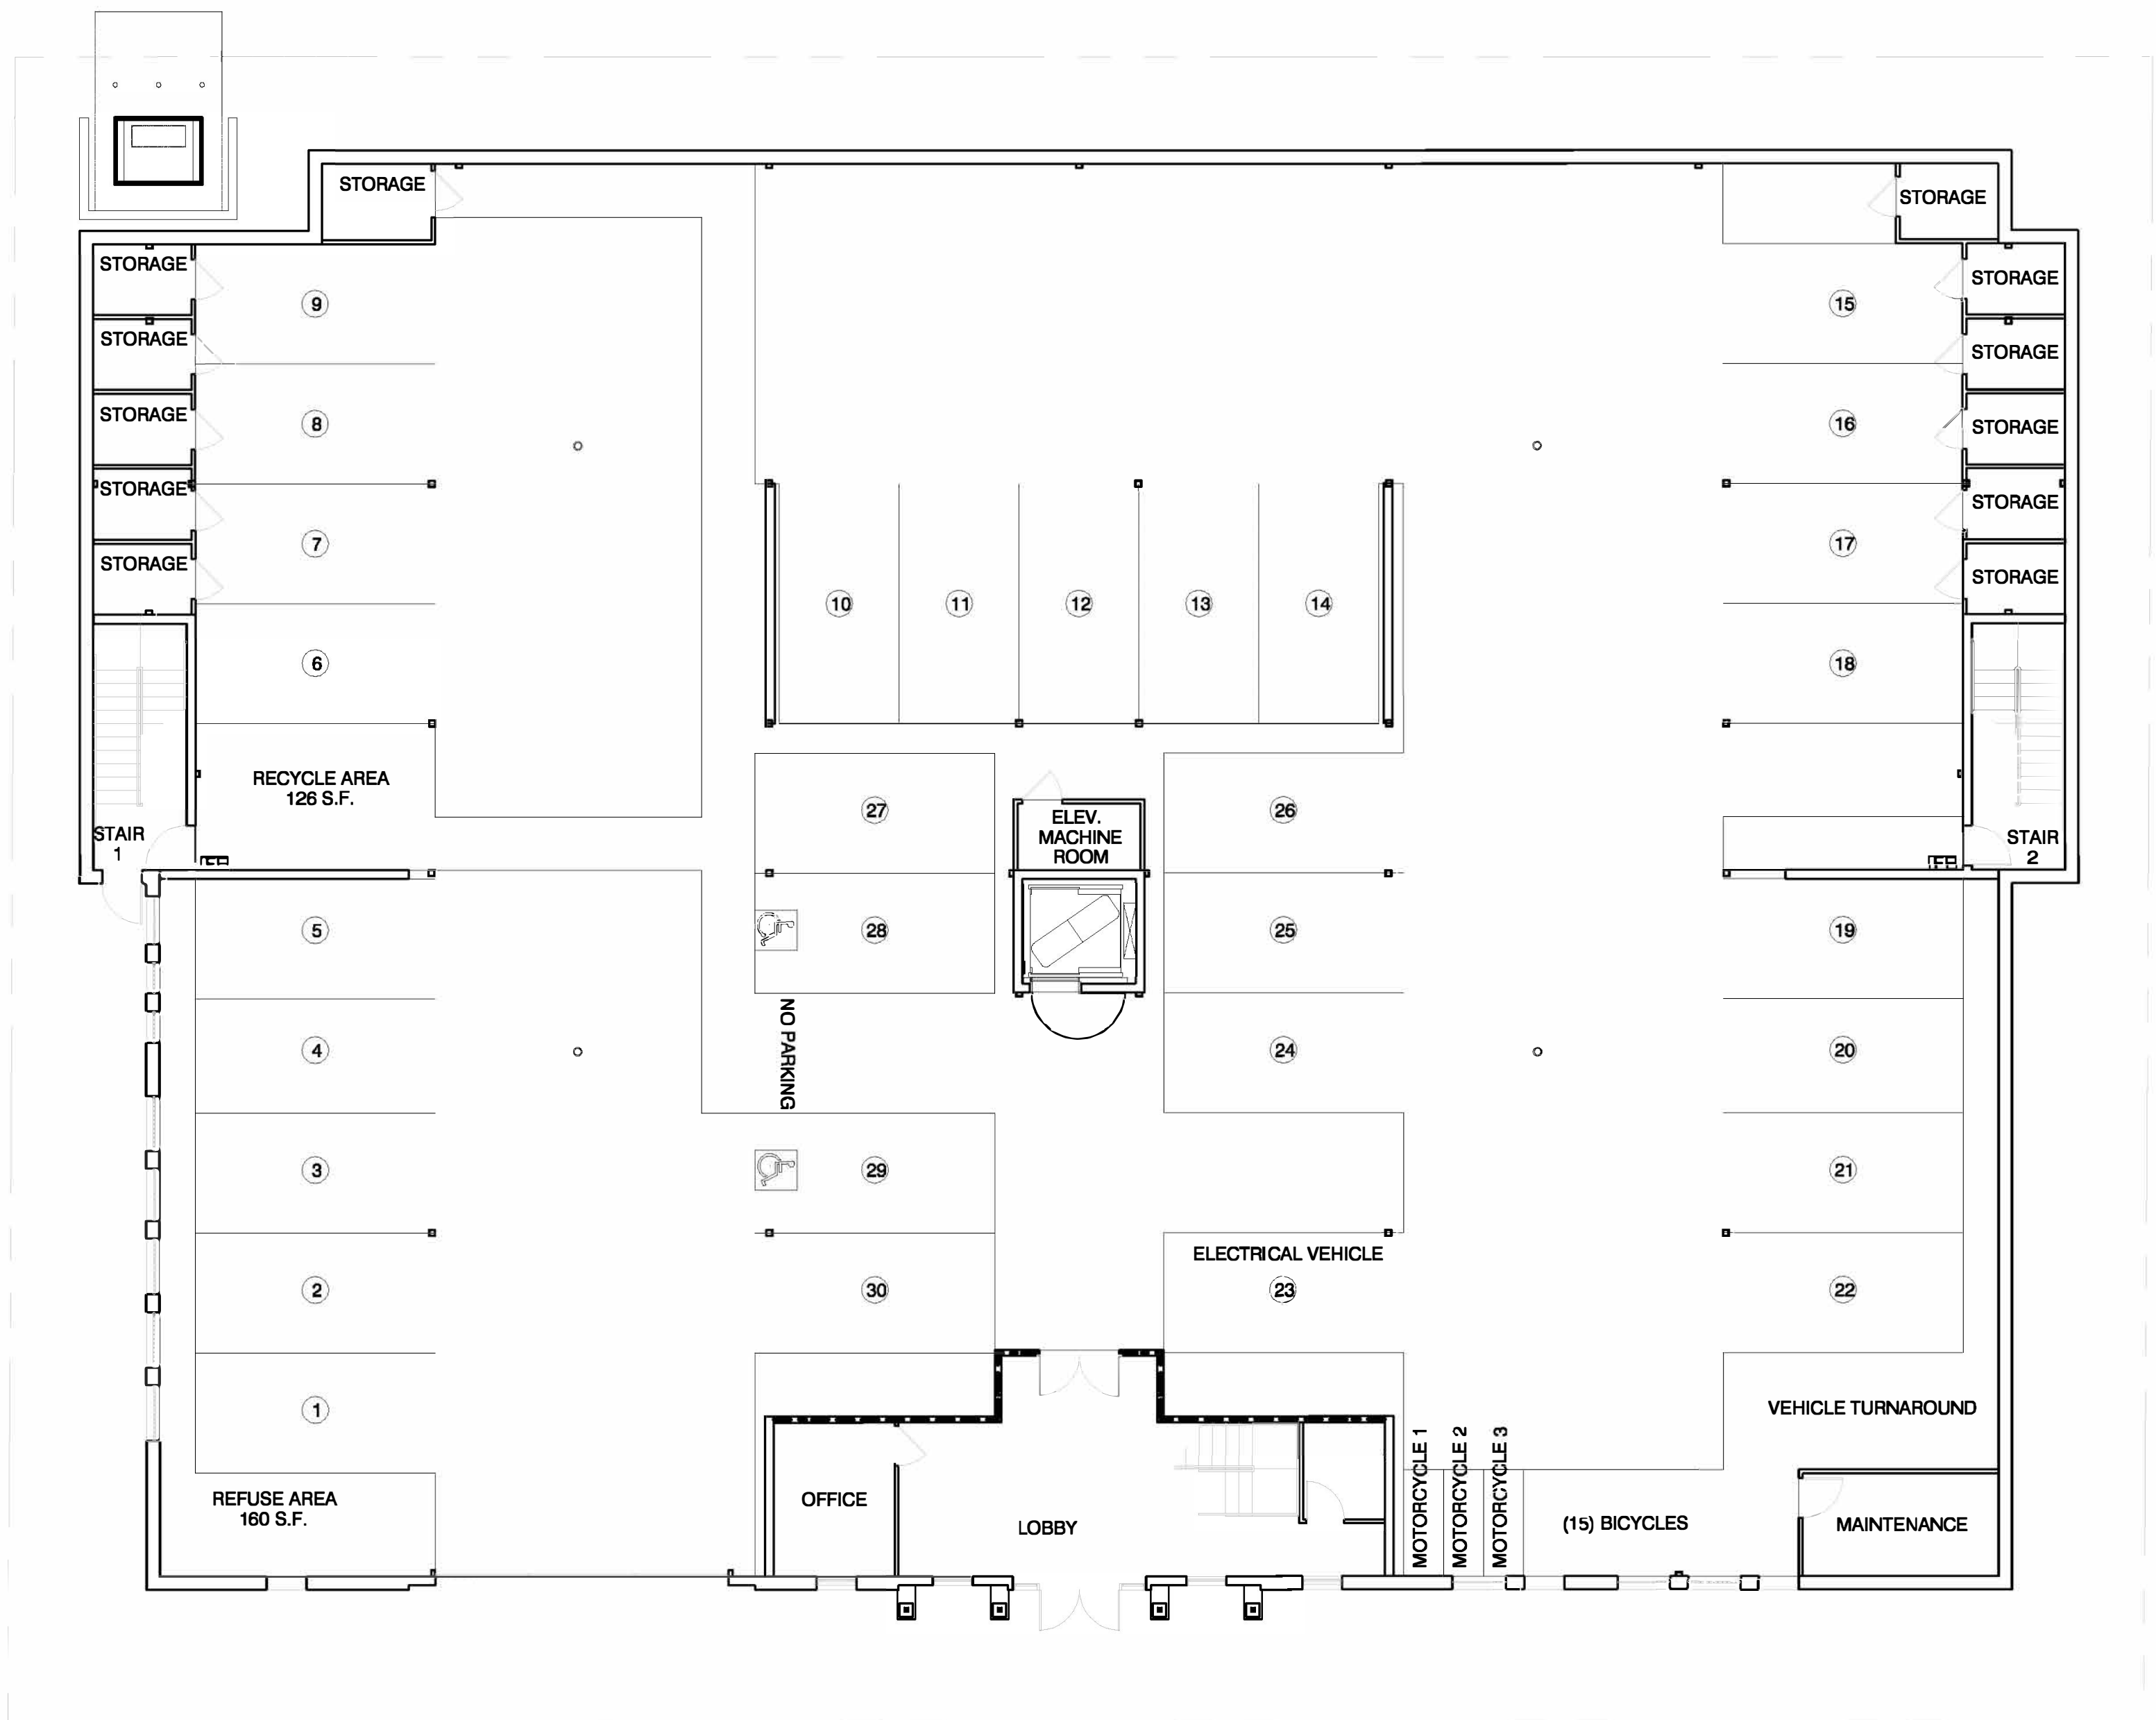 STORAGE
STORAGE
STORAGE
STORAGE
9
15
STORAGE
STORAGE
STORAGE
8
16
STORAGE
STORAGE
STORAGE
STORAGE
7
17
STORAGE
STORAGE
10
11
12
13
14
6
18
RECYCLE AREA
126 S.F.
27
ELEV.
MACHINE
ROOM
26
STAIR
1
STAIR
2
5
28
25
19
NO PARKING
4
24
20
3
29
21
ELECTRICAL VEHICLE
2
30
23
22
1
VEHICLE TURNAROUND
MOTORCYCLE 1
MOTORCYCLE 2
MOTORCYCLE 3
REFUSE AREA
160 S.F.
OFFICE
LOBBY
(15) BICYCLES
MAINTENANCE